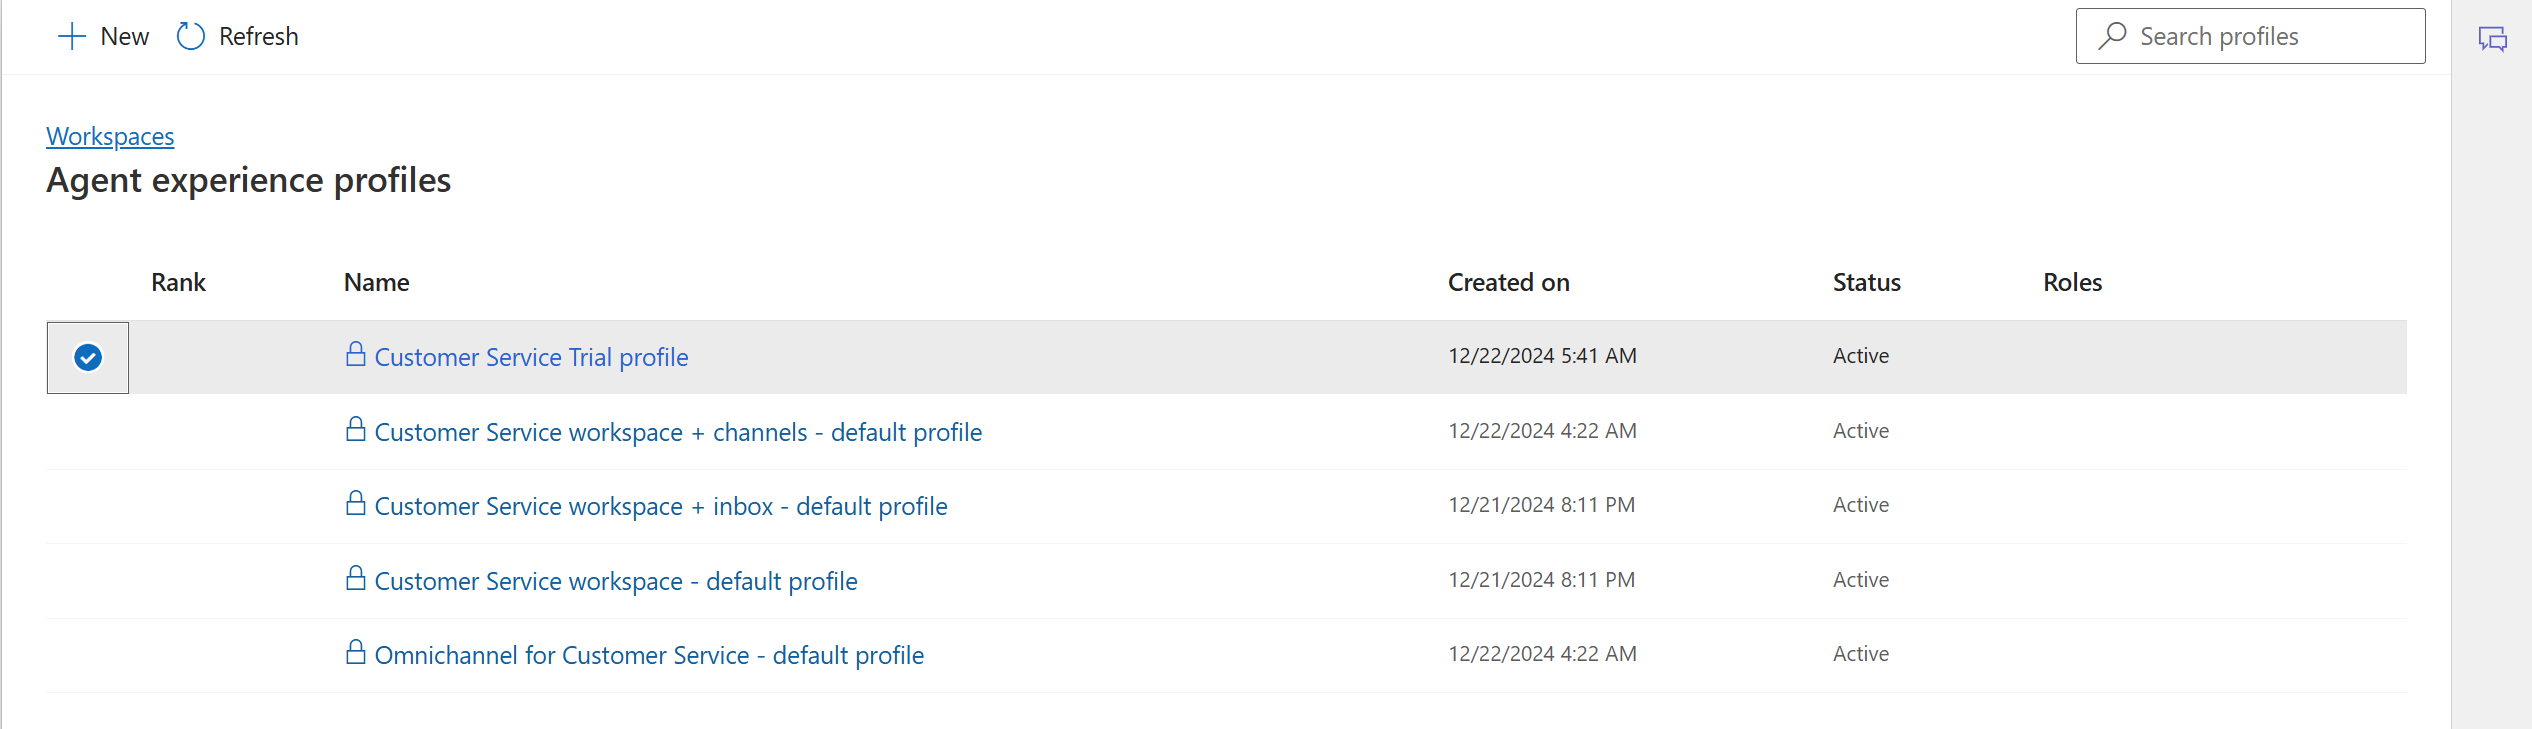 New Refresh Search profiles
Workspaces
Agent experience profiles
Rank Name Created on Status Roles
Customer Service Trial profile 12/22/2024 5:41 AM Active
Customer Service workspace + channels - default profile 12/22/2024 4:22 AM Active
Customer Service workspace + inbox - default profile 12/21/2024 8:11 PM Active
Customer Service workspace - default profile 12/21/2024 8:11 PM Active
Omnichannel for Customer Service - default profile 12/22/2024 4:22 AM Active